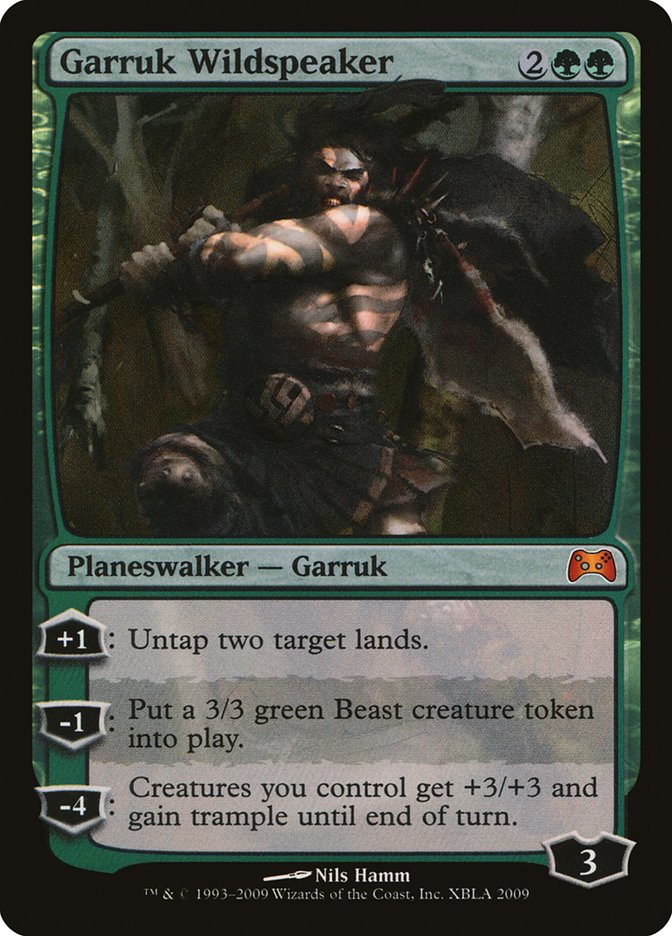 Garruk Wildspeaker 2
Planeswalker — Garruk
+1: Untap two target lands.
-1: Put a 3/3 green Beast creature token
into play.
-4: Creatures you control get +3/+3 and
gain trample until end of turn.
3
Nils Hamm
™ & © 1993–2009 Wizards of the Coast, Inc. XBLA 2009